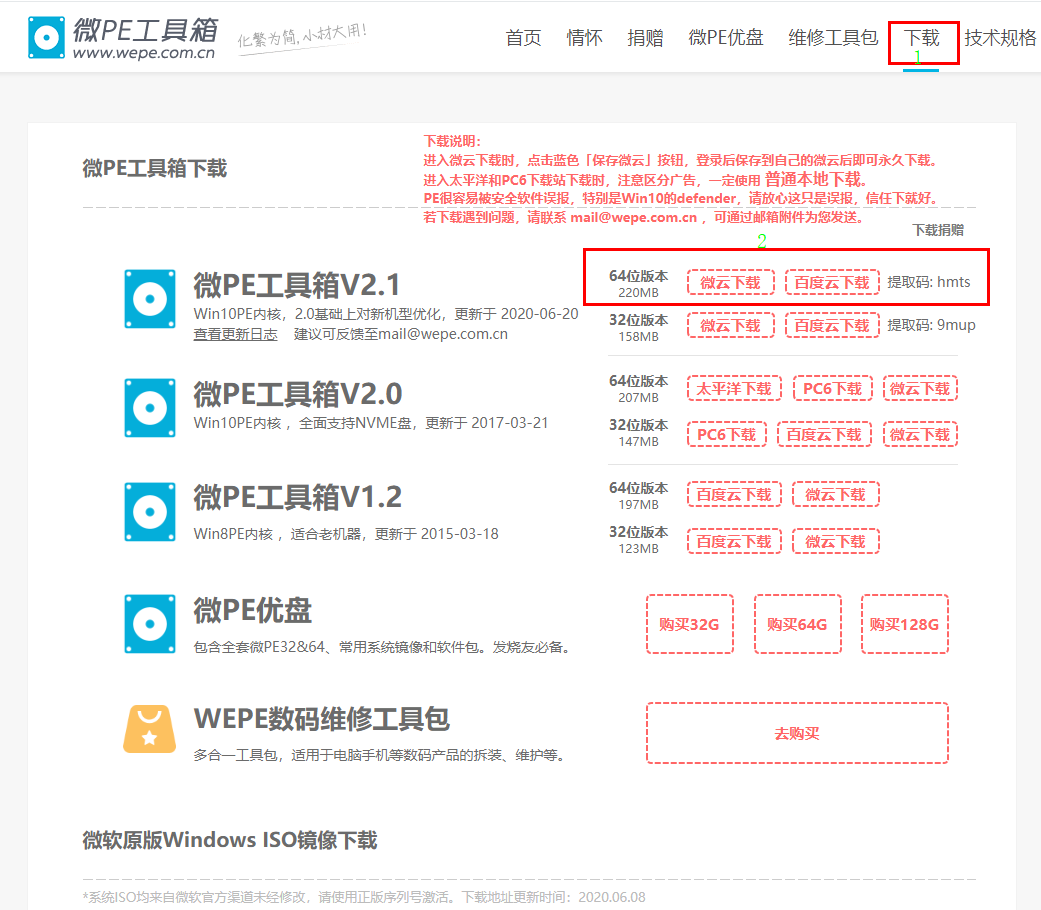 微PE工具箱
www.wepe.com.cn
化繁为简,小材大用!
首页 情怀 捐赠 微PE优盘 维修工具包 下载 技术规格
1
微PE工具箱下载
下载说明:
进入微云下载时,点击蓝色「保存微云」按钮,登录后保存到自己的微云后即可永久下载。
进入太平洋和PC6下载站下载时,注意区分广告,一定使用 普通本地下载。
PE很容易被安全软件误报,特别是Win10的defender,请放心这只是误报,信任下就好。
若下载遇到问题,请联系 mail@wepe.com.cn ,可通过邮箱附件为您发送。
下载捐赠
2
微PE工具箱V2.1
Win10PE内核,2.0基础上对新机型优化,更新于 2020-06-20
查看更新日志 建议可反馈至mail@wepe.com.cn
64位版本 微云下载 百度云下载 提取码: hmts
220MB
32位版本 微云下载 百度云下载 提取码: 9mup
158MB
微PE工具箱V2.0
Win10PE内核 ,全面支持NVME盘,更新于 2017-03-21
64位版本 太平洋下载 PC6下载 微云下载
207MB
32位版本 PC6下载 百度云下载 微云下载
147MB
微PE工具箱V1.2
Win8PE内核 ,适合老机器,更新于 2015-03-18
64位版本 百度云下载 微云下载
197MB
32位版本 百度云下载 微云下载
123MB
微PE优盘
包含全套微PE32&64、常用系统镜像和软件包。发烧友必备。
购买32G 购买64G 购买128G
WEPE数码维修工具包
多合一工具包,适用于电脑手机等数码产品的拆装、维护等。
去购买
微软原版Windows ISO镜像下载
*系统ISO均来自微软官方渠道未经修改,请使用正版序列号激活。下载地址更新时间:2020.06.08